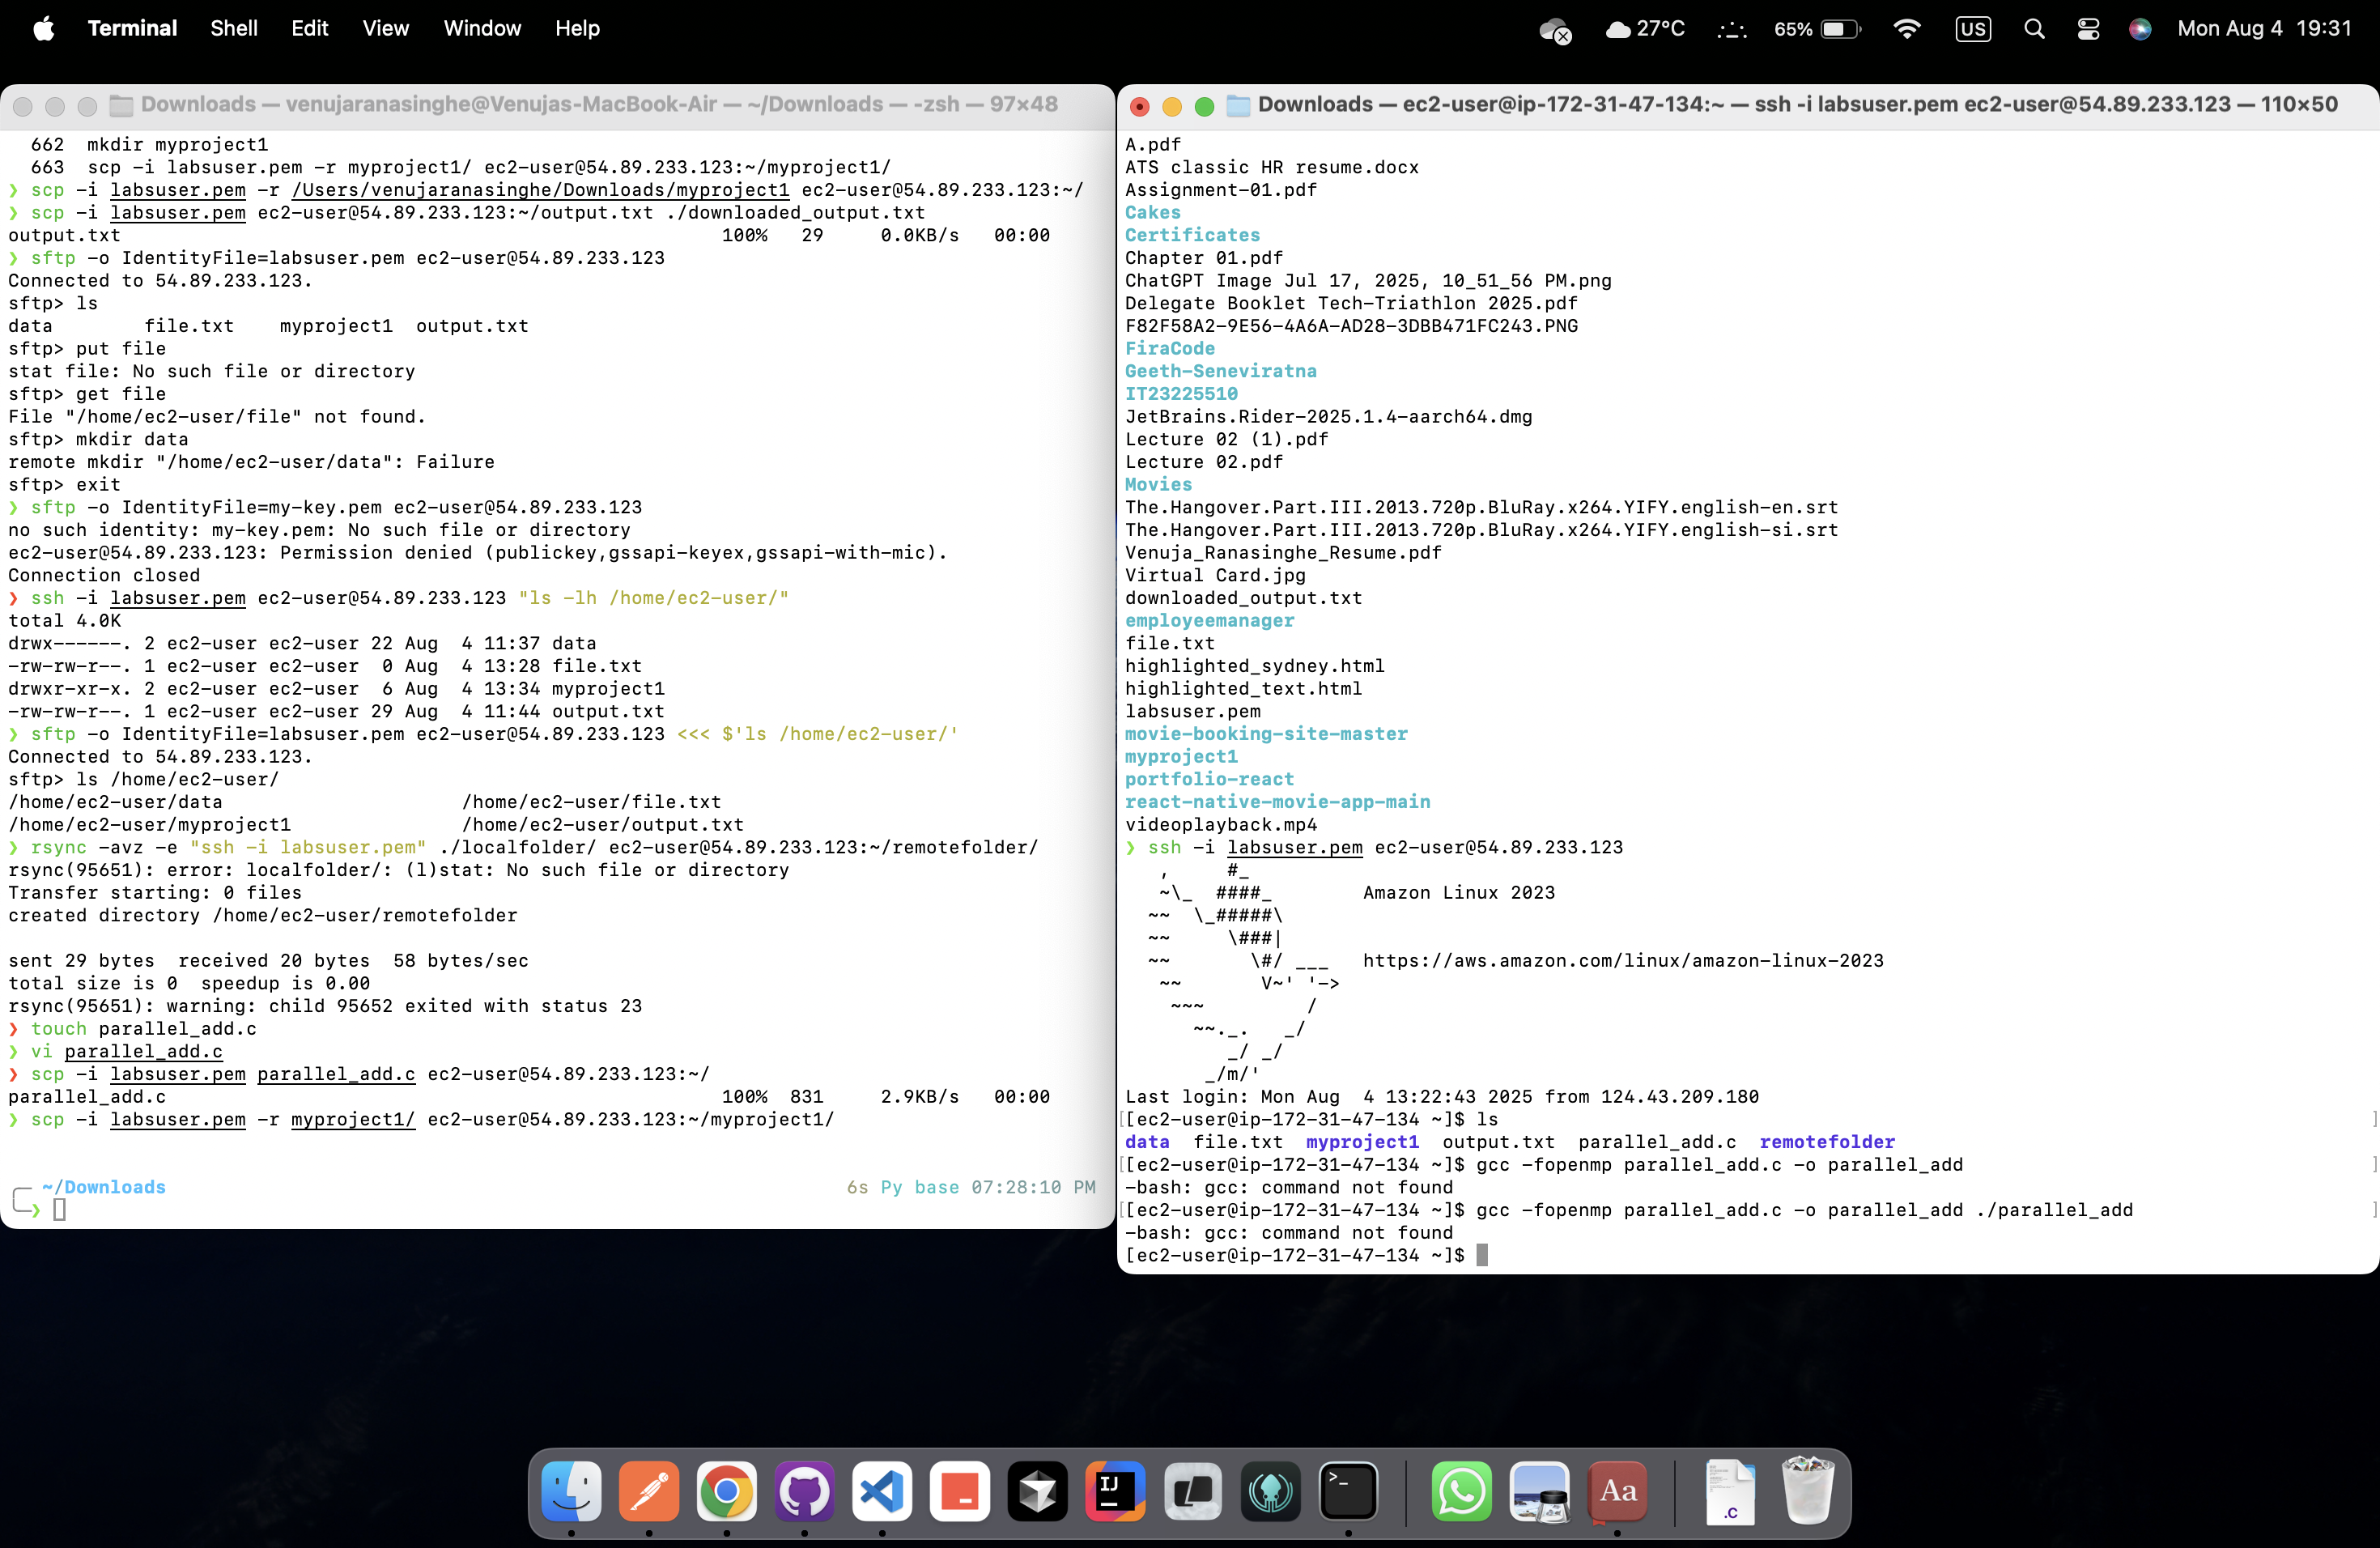 Terminal Shell Edit View Window Help 27°C 65% US Mon Aug 4 19:31
Downloads — venujaranasinghe@Venujas-MacBook-Air — ~/Downloads — -zsh — 97×48
662  mkdir myproject1
663  scp -i labsuser.pem -r myproject1/ ec2-user@54.89.233.123:~/myproject1/
❯ scp -i labsuser.pem -r /Users/venujaranasinghe/Downloads/myproject1 ec2-user@54.89.233.123:~/
❯ scp -i labsuser.pem ec2-user@54.89.233.123:~/output.txt ./downloaded_output.txt
output.txt 100% 29 0.0KB/s 00:00
❯ sftp -o IdentityFile=labsuser.pem ec2-user@54.89.233.123
Connected to 54.89.233.123.
sftp> ls
data file.txt myproject1 output.txt
sftp> put file
stat file: No such file or directory
sftp> get file
File "/home/ec2-user/file" not found.
sftp> mkdir data
remote mkdir "/home/ec2-user/data": Failure
sftp> exit
❯ sftp -o IdentityFile=my-key.pem ec2-user@54.89.233.123
no such identity: my-key.pem: No such file or directory
ec2-user@54.89.233.123: Permission denied (publickey,gssapi-keyex,gssapi-with-mic).
Connection closed
❯ ssh -i labsuser.pem ec2-user@54.89.233.123 "ls -lh /home/ec2-user/"
total 4.0K
drwx------. 2 ec2-user ec2-user 22 Aug  4 11:37 data
-rw-rw-r--. 1 ec2-user ec2-user  0 Aug  4 13:28 file.txt
drwxr-xr-x. 2 ec2-user ec2-user  6 Aug  4 13:34 myproject1
-rw-rw-r--. 1 ec2-user ec2-user 29 Aug  4 11:44 output.txt
❯ sftp -o IdentityFile=labsuser.pem ec2-user@54.89.233.123 <<< $'ls /home/ec2-user/'
Connected to 54.89.233.123.
sftp> ls /home/ec2-user/
/home/ec2-user/data /home/ec2-user/file.txt
/home/ec2-user/myproject1 /home/ec2-user/output.txt
❯ rsync -avz -e "ssh -i labsuser.pem" ./localfolder/ ec2-user@54.89.233.123:~/remotefolder/
rsync(95651): error: localfolder/: (l)stat: No such file or directory
Transfer starting: 0 files
created directory /home/ec2-user/remotefolder
sent 29 bytes  received 20 bytes  58 bytes/sec
total size is 0  speedup is 0.00
rsync(95651): warning: child 95652 exited with status 23
❯ touch parallel_add.c
❯ vi parallel_add.c
❯ scp -i labsuser.pem parallel_add.c ec2-user@54.89.233.123:~/
parallel_add.c 100% 831 2.9KB/s 00:00
❯ scp -i labsuser.pem -r myproject1/ ec2-user@54.89.233.123:~/myproject1/
~/Downloads 6s Py base 07:28:10 PM
❯
Downloads — ec2-user@ip-172-31-47-134:~ — ssh -i labsuser.pem ec2-user@54.89.233.123 — 110×50
A.pdf
ATS classic HR resume.docx
Assignment-01.pdf
Cakes
Certificates
Chapter 01.pdf
ChatGPT Image Jul 17, 2025, 10_51_56 PM.png
Delegate Booklet Tech-Triathlon 2025.pdf
F82F58A2-9E56-4A6A-AD28-3DBB471FC243.PNG
FiraCode
Geeth-Seneviratna
IT23225510
JetBrains.Rider-2025.1.4-aarch64.dmg
Lecture 02 (1).pdf
Lecture 02.pdf
Movies
The.Hangover.Part.III.2013.720p.BluRay.x264.YIFY.english-en.srt
The.Hangover.Part.III.2013.720p.BluRay.x264.YIFY.english-si.srt
Venuja_Ranasinghe_Resume.pdf
Virtual Card.jpg
downloaded_output.txt
employeemanager
file.txt
highlighted_sydney.html
highlighted_text.html
labsuser.pem
movie-booking-site-master
myproject1
portfolio-react
react-native-movie-app-main
videoplayback.mp4
❯ ssh -i labsuser.pem ec2-user@54.89.233.123
   ,     #_
   ~\_  ####_        Amazon Linux 2023
  ~~  \_#####\
  ~~     \###|
  ~~       \#/ ___   https://aws.amazon.com/linux/amazon-linux-2023
   ~~       V~' '->
    ~~~         /
      ~~._.   _/
         _/ _/
       _/m/'
Last login: Mon Aug  4 13:22:43 2025 from 124.43.209.180
[[ec2-user@ip-172-31-47-134 ~]$ ls ]
data  file.txt  myproject1  output.txt  parallel_add.c  remotefolder
[[ec2-user@ip-172-31-47-134 ~]$ gcc -fopenmp parallel_add.c -o parallel_add ]
-bash: gcc: command not found
[[ec2-user@ip-172-31-47-134 ~]$ gcc -fopenmp parallel_add.c -o parallel_add ./parallel_add ]
-bash: gcc: command not found
[ec2-user@ip-172-31-47-134 ~]$
IJ
>_
Aa
.C